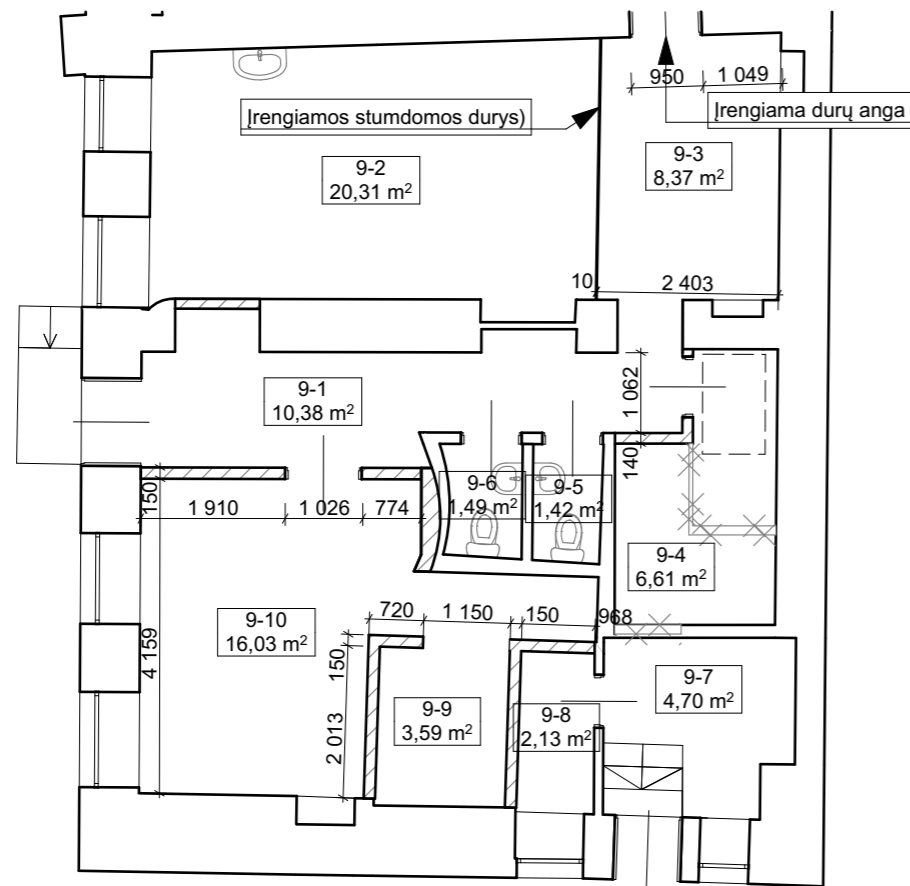 950
1 049
Įrengiamos stumdomos durys)
Įrengiama durų anga
9-2
20,31 m²
9-3
8,37 m²
10
2 403
9-1
10,38 m²
1 062
140
150
1 910
1 026
774
9-6
1,49 m²
9-5
1,42 m²
9-4
6,61 m²
9-10
16,03 m²
4 159
720
1 150
150
968
150
2 013
9-9
3,59 m²
9-8
2,13 m²
9-7
4,70 m²